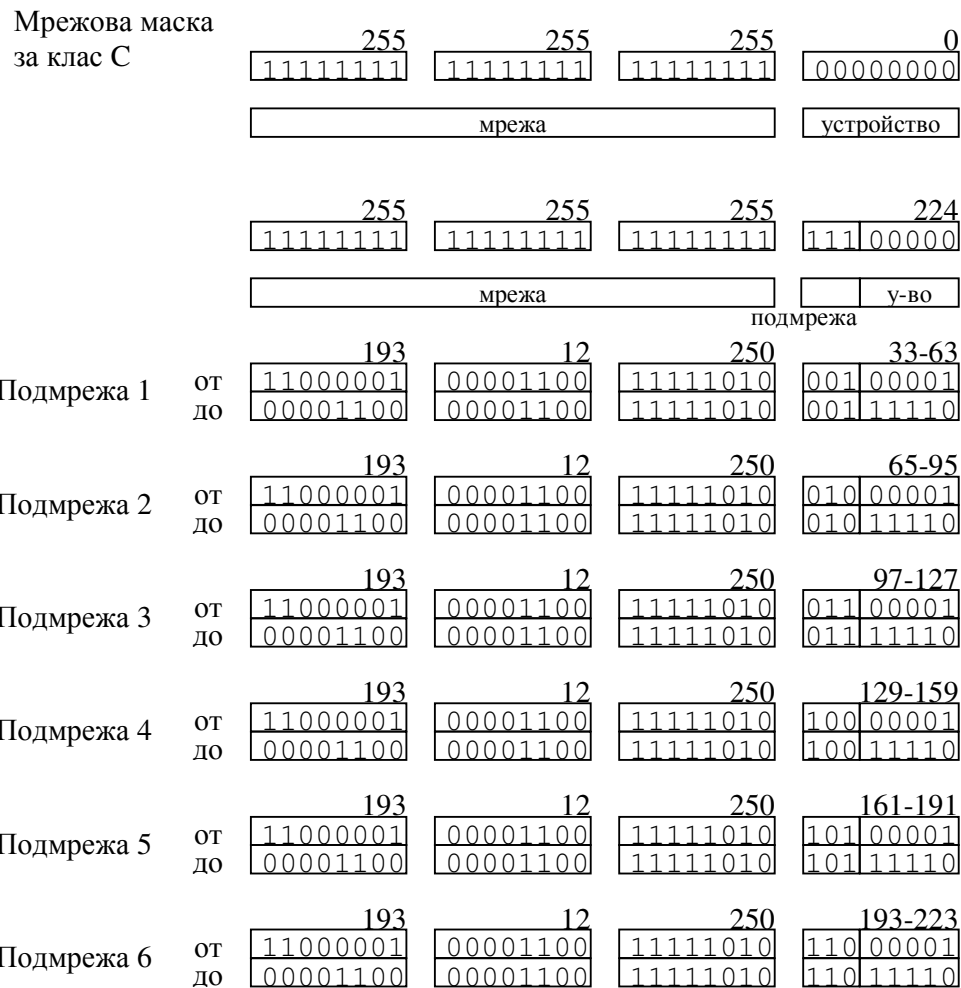 Мрежова маска
за клас C
255 255 255 0
11111111 11111111 11111111 00000000
мрежа устройство
255 255 255 224
11111111 11111111 11111111 111 00000
мрежа у-во
подмрежа
193 12 250 33-63
Подмрежа 1 от 11000001 00001100 11111010 001 00001
до 00001100 00001100 11111010 001 11110
193 12 250 65-95
Подмрежа 2 от 11000001 00001100 11111010 010 00001
до 00001100 00001100 11111010 010 11110
193 12 250 97-127
Подмрежа 3 от 11000001 00001100 11111010 011 00001
до 00001100 00001100 11111010 011 11110
193 12 250 129-159
Подмрежа 4 от 11000001 00001100 11111010 100 00001
до 00001100 00001100 11111010 100 11110
193 12 250 161-191
Подмрежа 5 от 11000001 00001100 11111010 101 00001
до 00001100 00001100 11111010 101 11110
193 12 250 193-223
Подмрежа 6 от 11000001 00001100 11111010 110 00001
до 00001100 00001100 11111010 110 11110